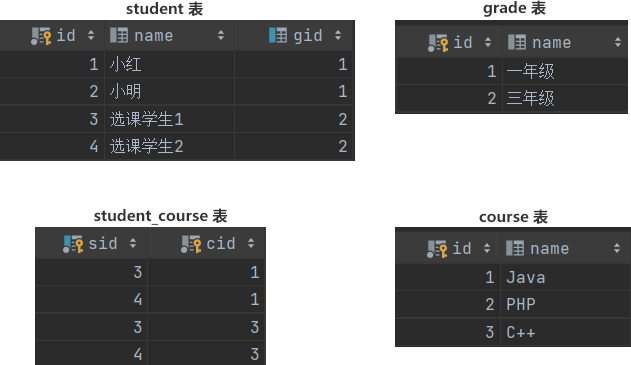 student 表
id name gid
1 小红 1
2 小明 1
3 选课学生1 2
4 选课学生2 2
grade 表
id name
1 一年级
2 三年级
student_course 表
sid cid
3 1
4 1
3 3
4 3
course 表
id name
1 Java
2 PHP
3 C++